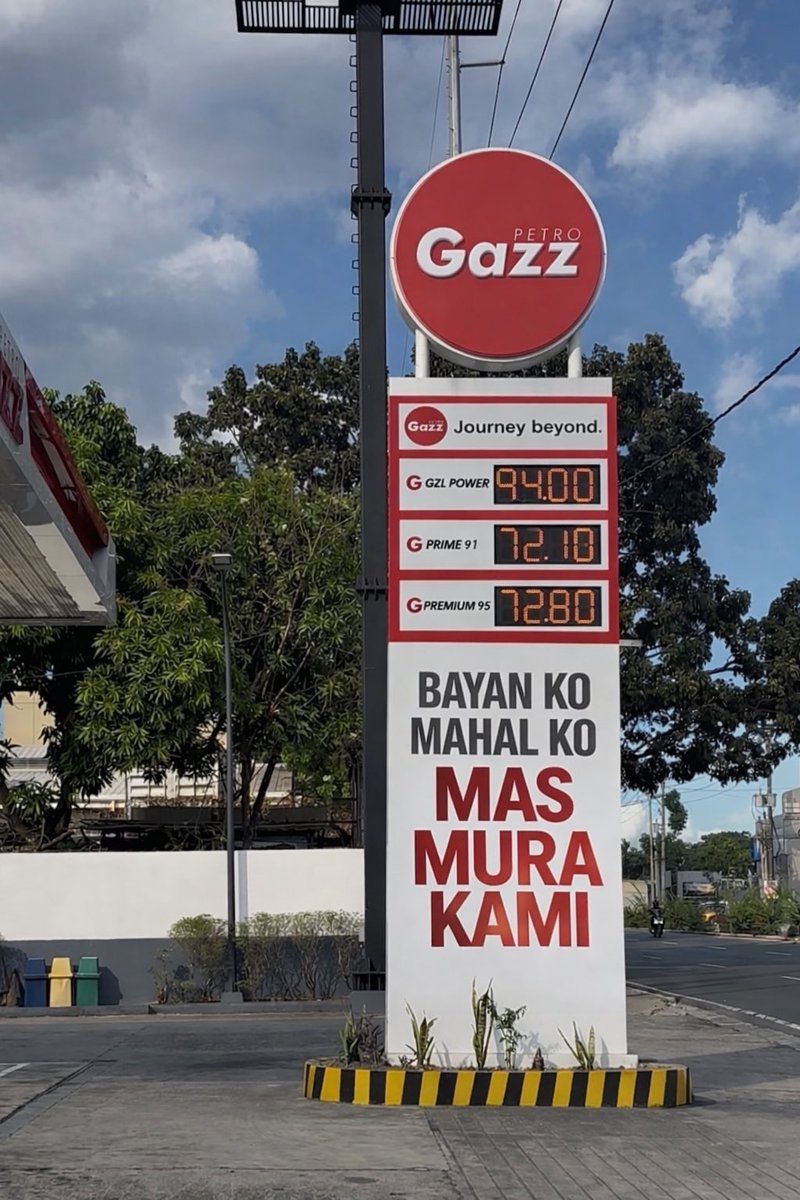 PETRO
Gazz
PETRO
Gazz Journey beyond.
G GZL POWER 94.00
G PRIME 91 72.10
G PREMIUM 95 72.80
BAYAN KO
MAHAL KO
MAS
MURA
KAMI